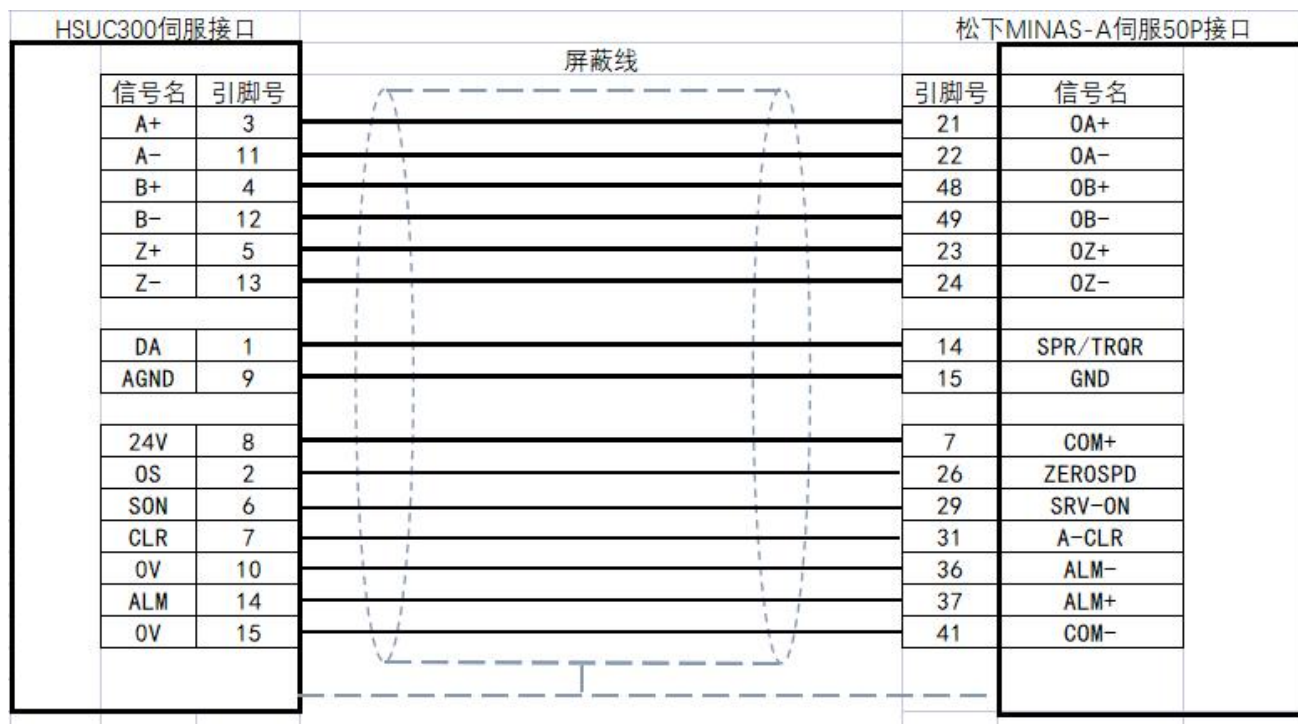 HSUC300伺服接口 松下MINAS-A伺服50P接口
屏蔽线
信号名 引脚号 引脚号 信号名
A+ 3 21 OA+
A- 11 22 OA-
B+ 4 48 OB+
B- 12 49 OB-
Z+ 5 23 OZ+
Z- 13 24 OZ-
DA 1 14 SPR/TRQR
AGND 9 15 GND
24V 8 7 COM+
OS 2 26 ZEROSPD
SON 6 29 SRV-ON
CLR 7 31 A-CLR
0V 10 36 ALM-
ALM 14 37 ALM+
0V 15 41 COM-